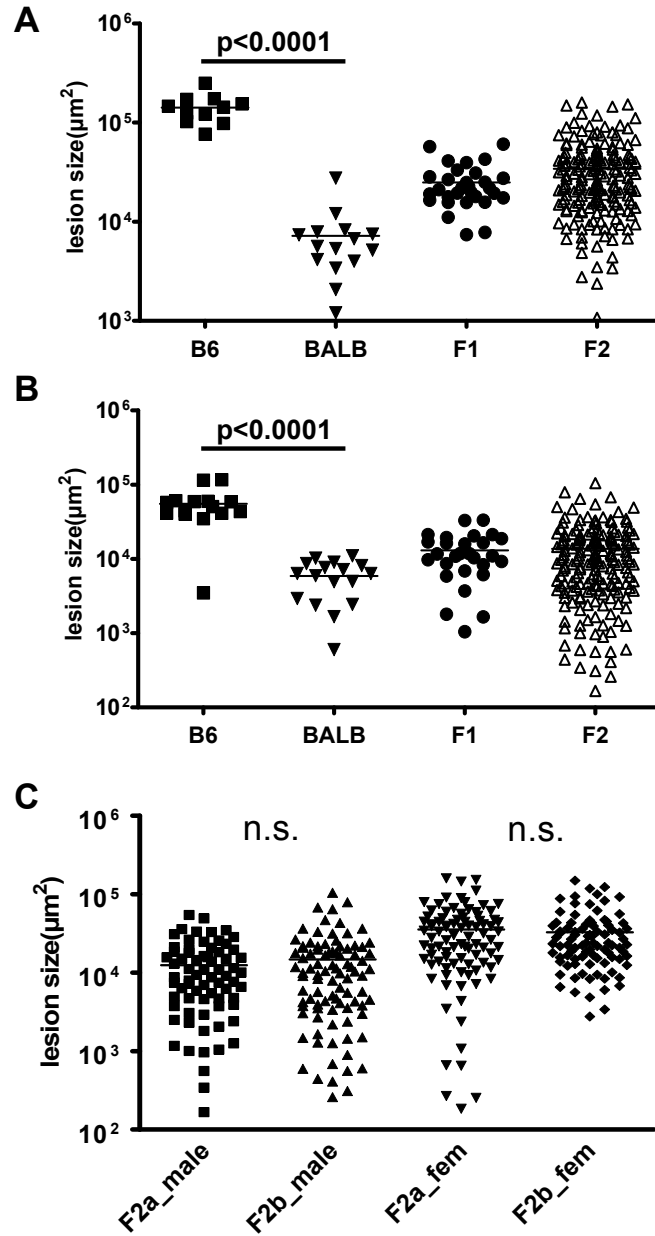 A
lesion size(µm²)
10⁶
10⁵
10⁴
10³
p<0.0001
B6 BALB F1 F2
B
lesion size(µm²)
10⁶
10⁵
10⁴
10³
10²
p<0.0001
B6 BALB F1 F2
C
lesion size(µm²)
10⁶
10⁵
10⁴
10³
10²
n.s. n.s.
F2a_male F2b_male F2a_fem F2b_fem